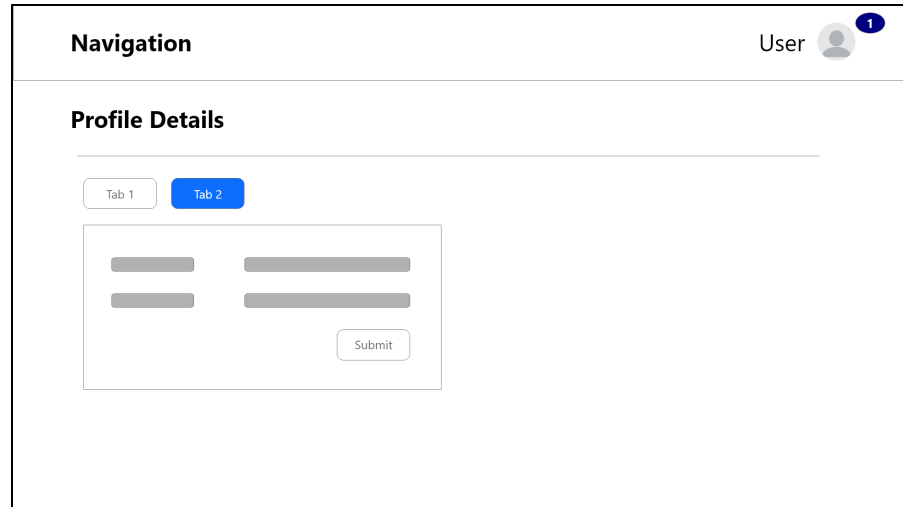 Navigation
User
1
Profile Details
Tab 1
Tab 2
Submit